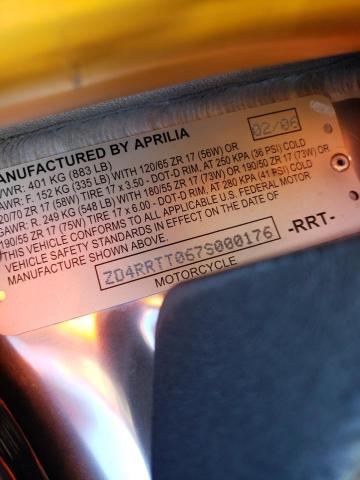 MANUFACTURED BY APRILIA
02/06
VWR: 401 KG (883 LB)
AWR: F. 152 KG (335 LB) WITH 120/65 ZR 17 (56W) OR
120/70 ZR 17 (58W) TIRE 17 x 3.50 - DOT-D RIM, AT 250 KPA (36 PSI) COLD
GAWR: R. 249 KG (548 LB) WITH 180/55 ZR 17 (73W) OR 190/50 ZR 17 (73W) OR
190/55 ZR 17 (75W) TIRE 17 x 6.00 - DOT-D RIM, AT 280 KPA (41 PSI) COLD
THIS VEHICLE CONFORMS TO ALL APPLICABLE U.S. FEDERAL MOTOR
VEHICLE SAFETY STANDARDS IN EFFECT ON THE DATE OF
MANUFACTURE SHOWN ABOVE.
ZD4RRTT067S000176 -RRT-
MOTORCYCLE